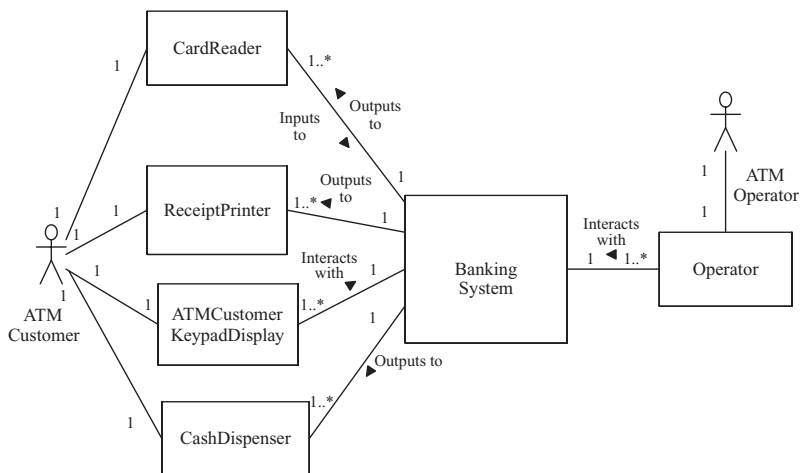 CardReader
1
1..*
Outputs
to
Inputs
to
1
ReceiptPrinter
1
1..*
Outputs
to
1
1
1
1
1
ATM
Customer
ATMCustomer
KeypadDisplay
1
1..*
Interacts
with
1
CashDispenser
1
1..*
Outputs to
1
Banking
System
Interacts
with
1
1..*
Operator
1
1
ATM
Operator